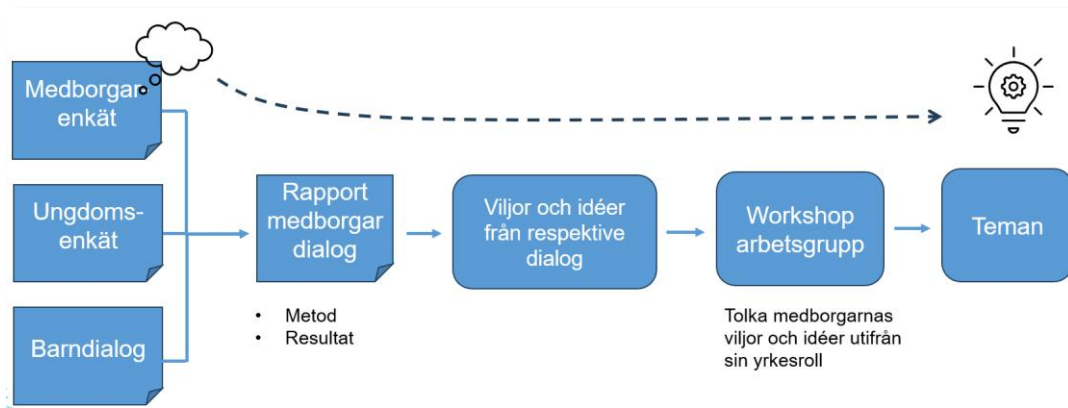 Medborgar
enkät
Ungdoms-
enkät
Barndialog
Rapport
medborgar
dialog
• Metod
• Resultat
Viljor och idéer
från respektive
dialog
Workshop
arbetsgrupp
Tolka medborgarnas
viljor och idéer utifrån
sin yrkesroll
Teman